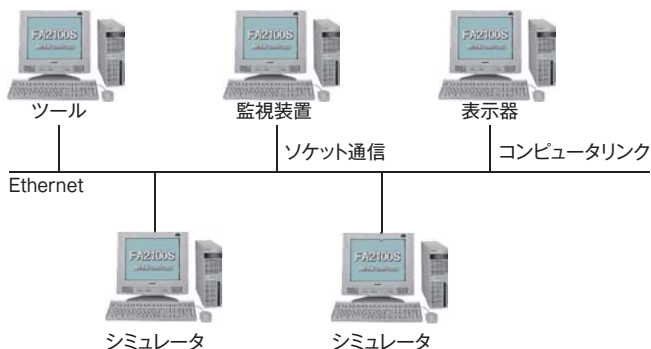 FA2100S
FA2100S
FA2100S
ツール
監視装置
表示器
ソケット通信
コンピュータリンク
Ethernet
FA2100S
FA2100S
シミュレータ
シミュレータ